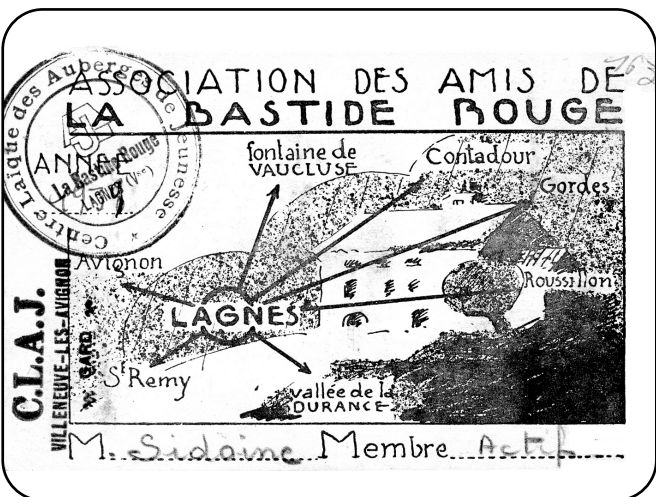 ASSOCIATION DES AMIS DE
LA BASTIDE ROUGE
Centre Laïque des Auberges de Jeunesse
AJ
La Bastide Rouge
LAGNES
ANNÉE
fontaine de
VAUCLUSE
Contadour
Gordes
Avignon
Roussillon
LAGNES
St Remy
vallée de la
DURANCE
C.L.A.J.
VILLENEUVE-LES-AVIGNON
GARD
M. Sidoine Membre Actif